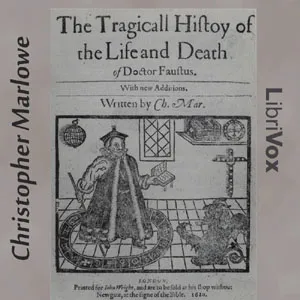 Christopher Marlowe
The Tragicall Histoy of
the Life and Death
of Doctor Faustus.
With new Additions.
Written by Ch. Mar.
LONDON,
Printed for Iohn Wright, and are to be sold at his shop without
Newgate, at the signe of the Bible. 1620.
LibriVox